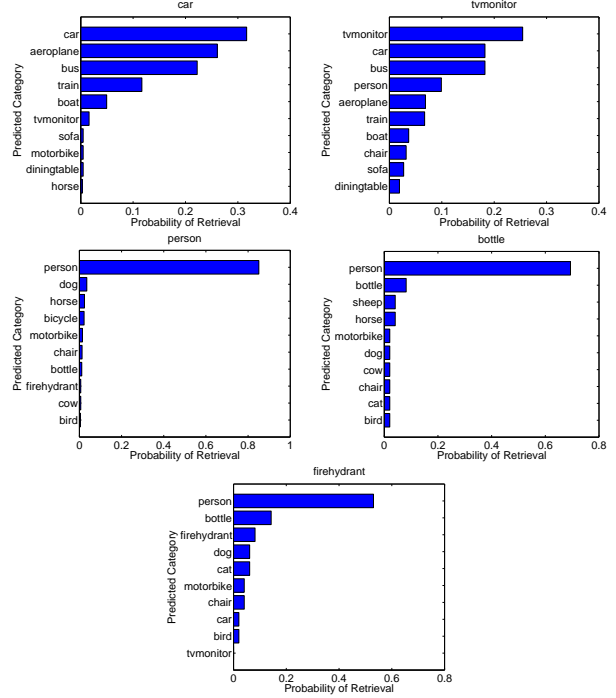 car
Predicted Category
car
aeroplane
bus
train
boat
tvmonitor
sofa
motorbike
diningtable
horse
0 0.1 0.2 0.3 0.4
Probability of Retrieval
tvmonitor
Predicted Category
tvmonitor
car
bus
person
aeroplane
train
boat
chair
sofa
diningtable
0 0.1 0.2 0.3 0.4
Probability of Retrieval
person
Predicted Category
person
dog
horse
bicycle
motorbike
chair
bottle
firehydrant
cow
bird
0 0.2 0.4 0.6 0.8 1
Probability of Retrieval
bottle
Predicted Category
person
bottle
sheep
horse
motorbike
dog
cow
chair
cat
bird
0 0.2 0.4 0.6 0.8
Probability of Retrieval
firehydrant
Predicted Category
person
bottle
firehydrant
dog
cat
motorbike
chair
car
bird
tvmonitor
0 0.2 0.4 0.6 0.8
Probability of Retrieval